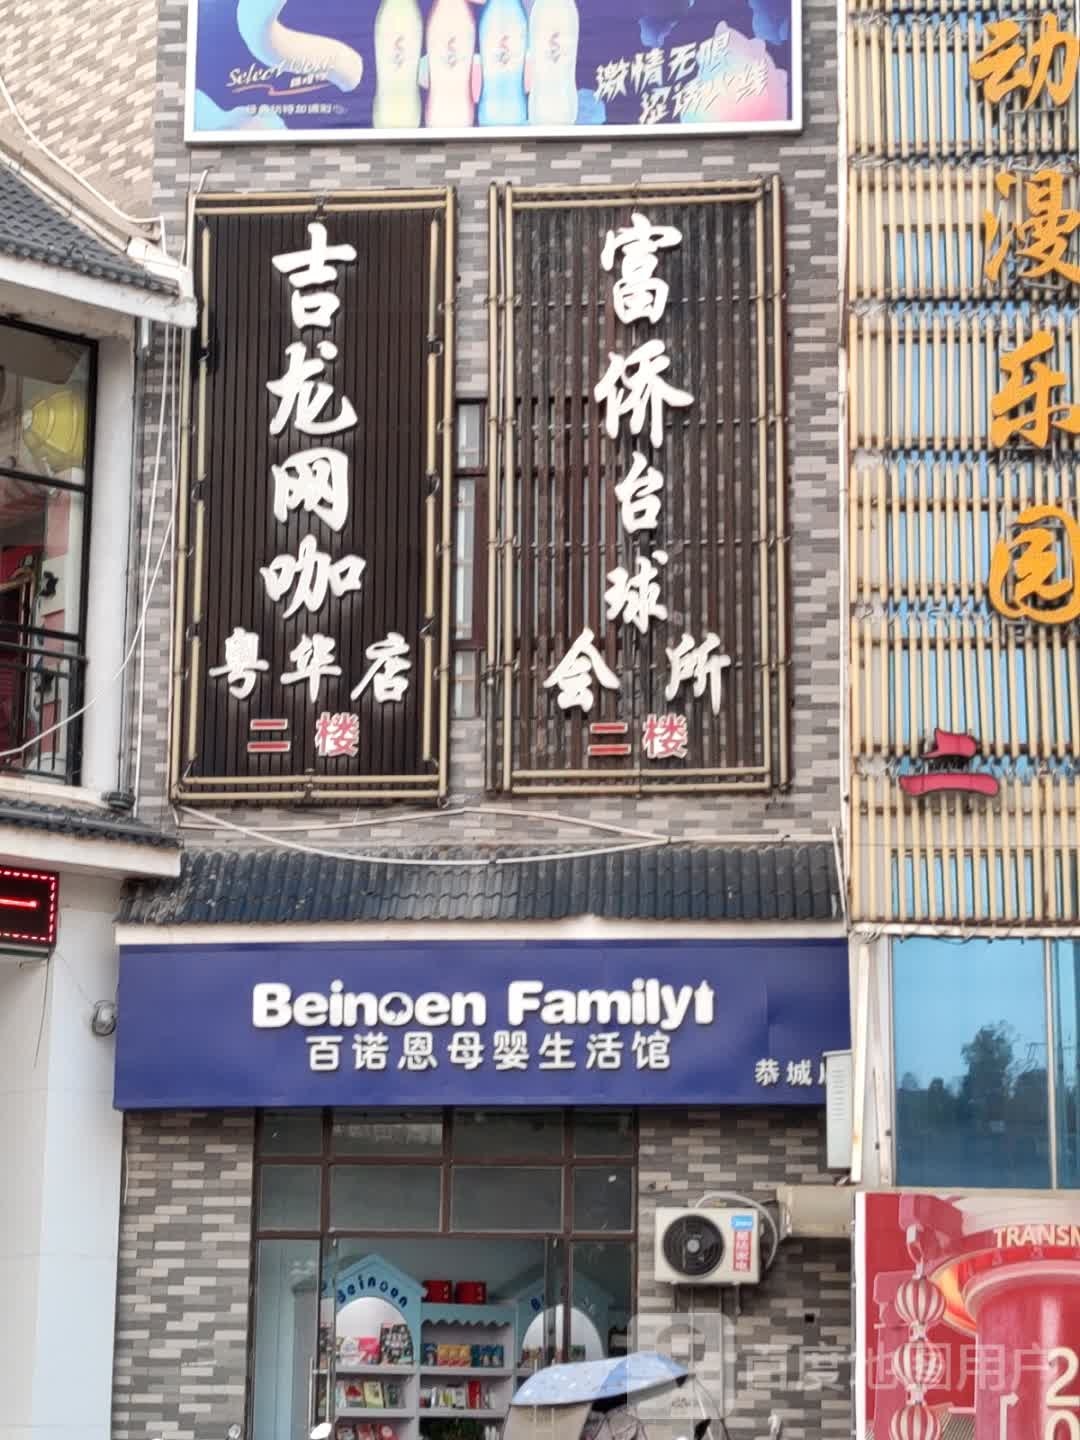 激情无限
吉龙网咖
粤华店
二楼
富侨台球
会所
二楼
动漫乐园
二
Beinoen Family
百诺恩母婴生活馆
恭城
Beinoen
TRANSM
百度地图用户